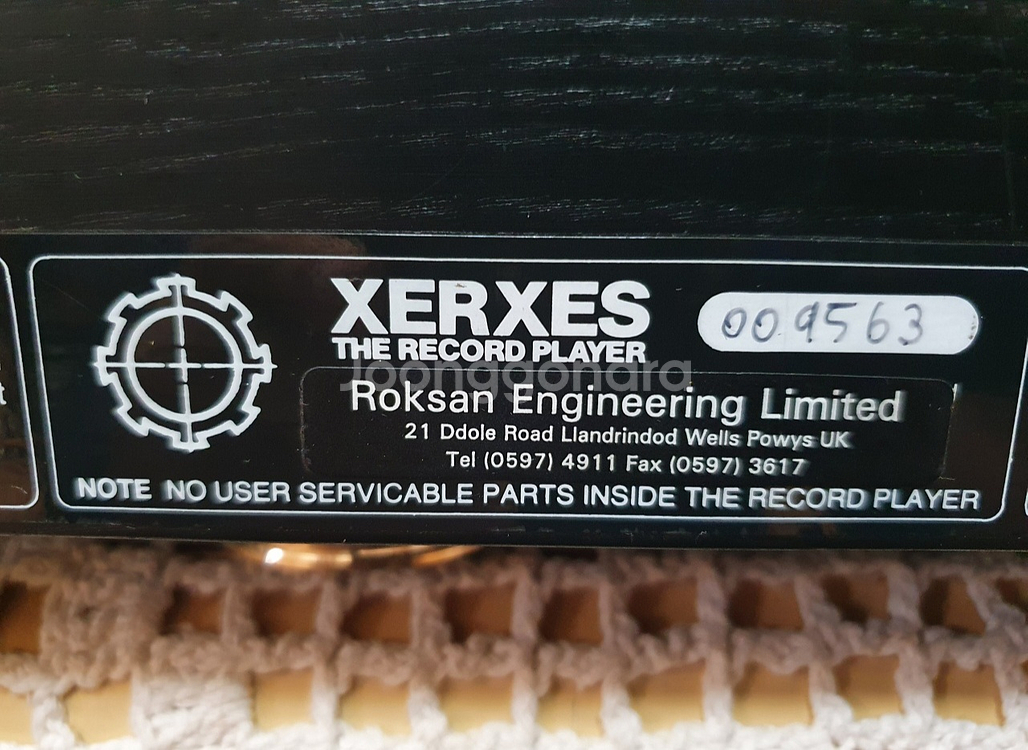 XERXES
THE RECORD PLAYER
009563
Joonggonara
Roksan Engineering Limited
21 Ddole Road Llandrindod Wells Powys UK
Tel (0597) 4911 Fax (0597) 3617
NOTE NO USER SERVICABLE PARTS INSIDE THE RECORD PLAYER